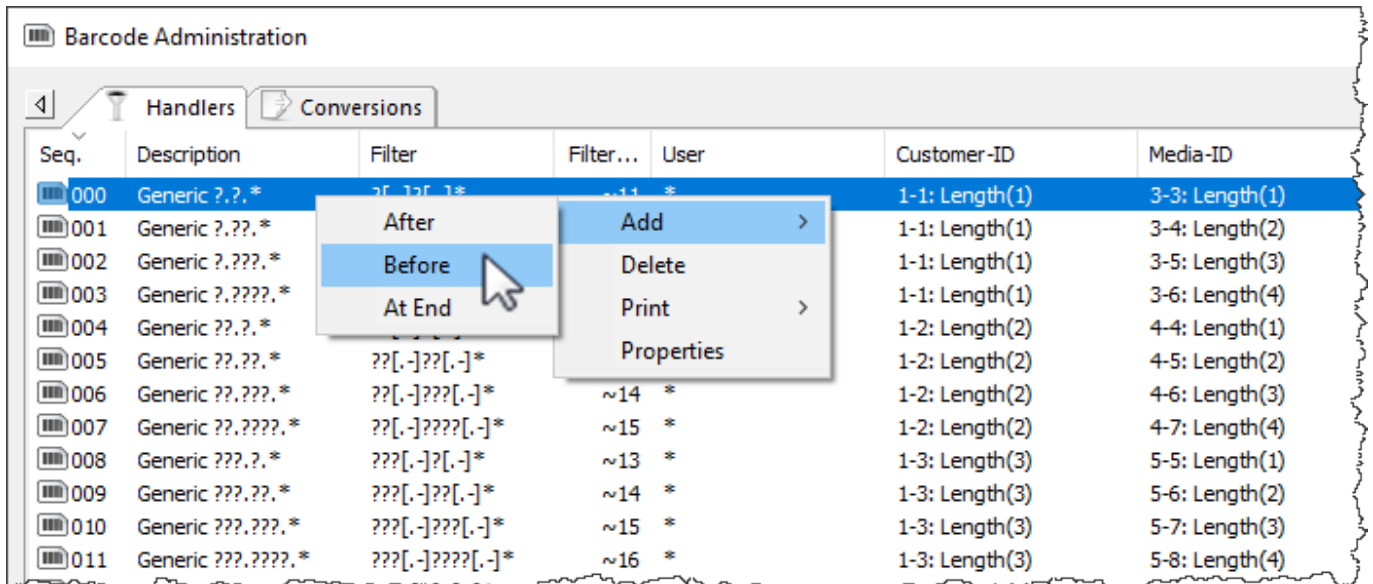 Barcode Administration
Handlers Conversions
Seq. Description Filter Filter... User Customer-ID Media-ID
000 Generic ?.?.* ?[.-]?[.-]* ~11 * 1-1: Length(1) 3-3: Length(1)
001 Generic ?.??.* After Add > 1-1: Length(1) 3-4: Length(2)
002 Generic ?.???.* Before Delete 1-1: Length(1) 3-5: Length(3)
003 Generic ?.????.* At End Print > 1-1: Length(1) 3-6: Length(4)
004 Generic ??.?.* 1-2: Length(2) 4-4: Length(1)
005 Generic ??.??.* ??[.-]??[.-]* Properties 1-2: Length(2) 4-5: Length(2)
006 Generic ??.???.* ??[.-]???[.-]* ~14 * 1-2: Length(2) 4-6: Length(3)
007 Generic ??.????.* ??[.-]????[.-]* ~15 * 1-2: Length(2) 4-7: Length(4)
008 Generic ???.?.* ???[.-]?[.-]* ~13 * 1-3: Length(3) 5-5: Length(1)
009 Generic ???.??.* ???[.-]??[.-]* ~14 * 1-3: Length(3) 5-6: Length(2)
010 Generic ???.???.* ???[.-]???[.-]* ~15 * 1-3: Length(3) 5-7: Length(3)
011 Generic ???.????.* ???[.-]????[.-]* ~16 * 1-3: Length(3) 5-8: Length(4)